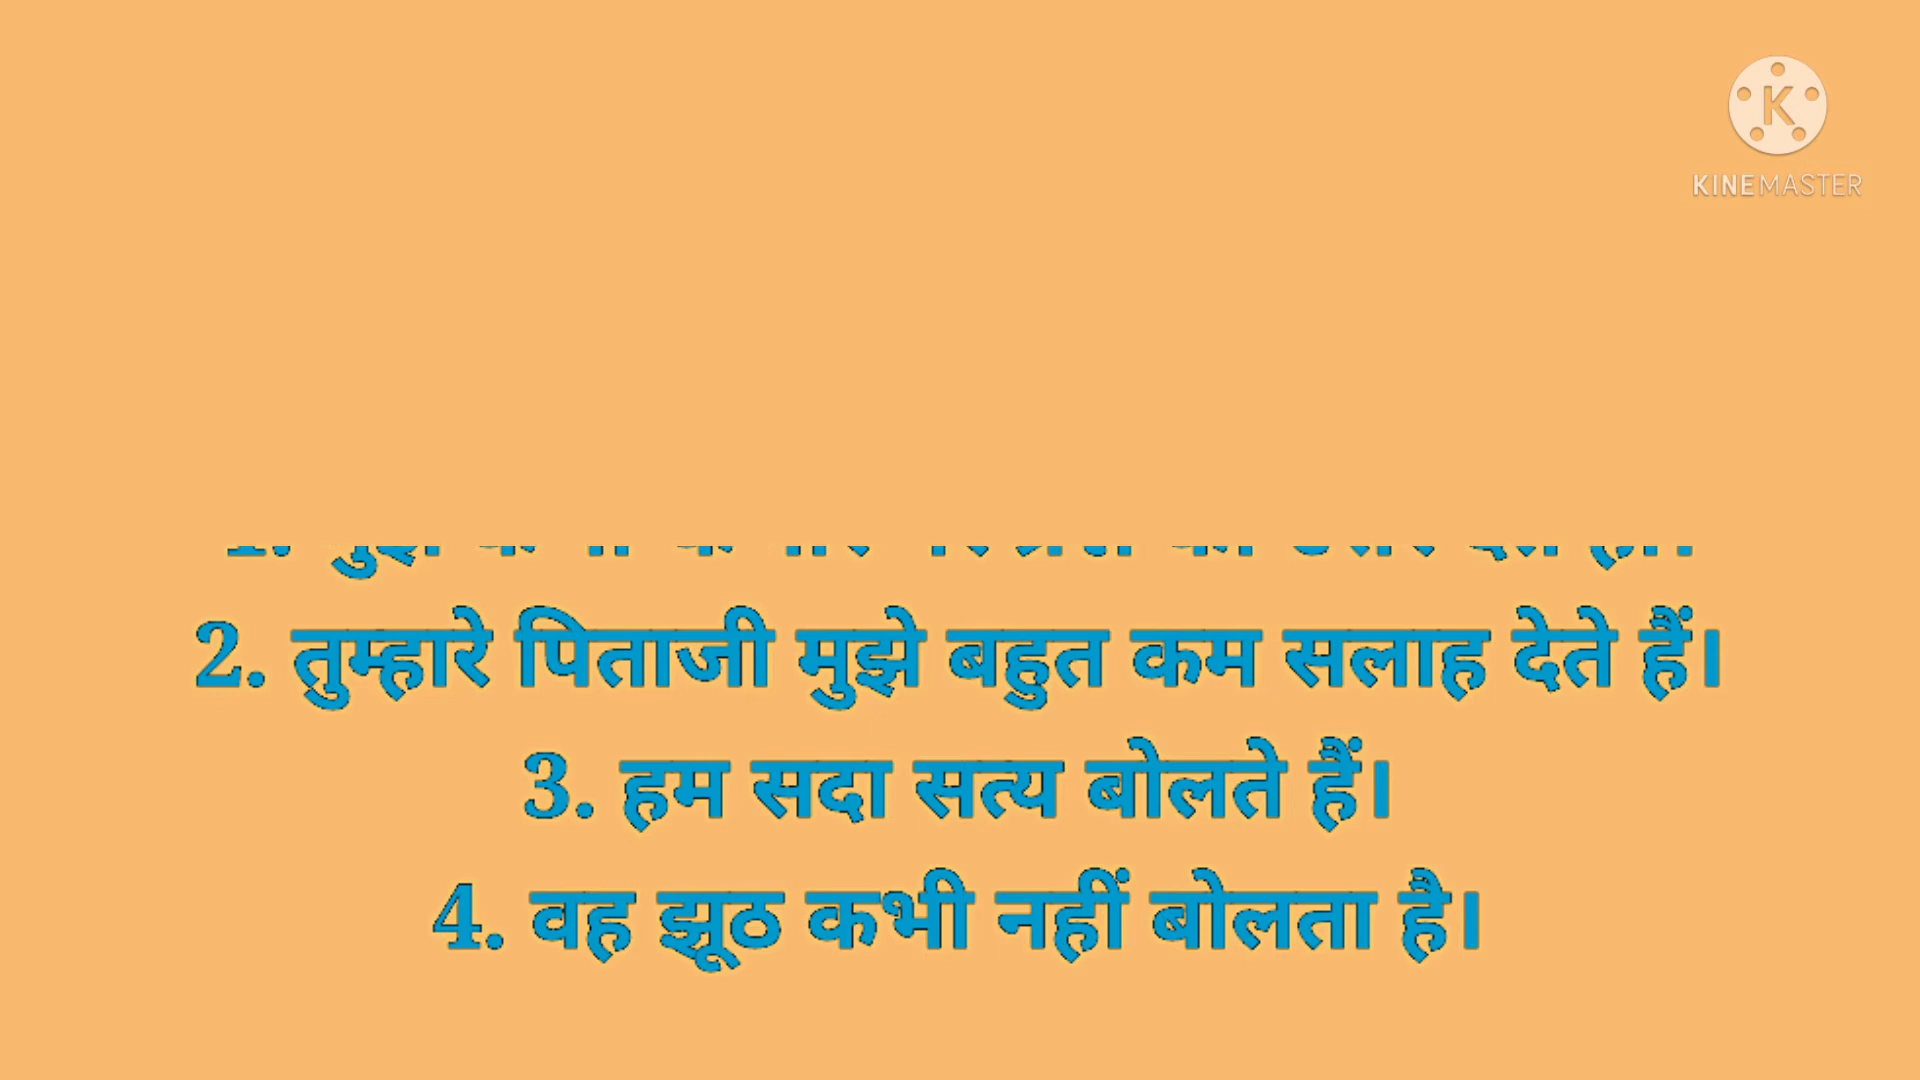 KINEMASTER
2. तुम्हारे पिताजी मुझे बहुत कम सलाह देते हैं।
3. हम सदा सत्य बोलते हैं।
4. वह झूठ कभी नहीं बोलता है।